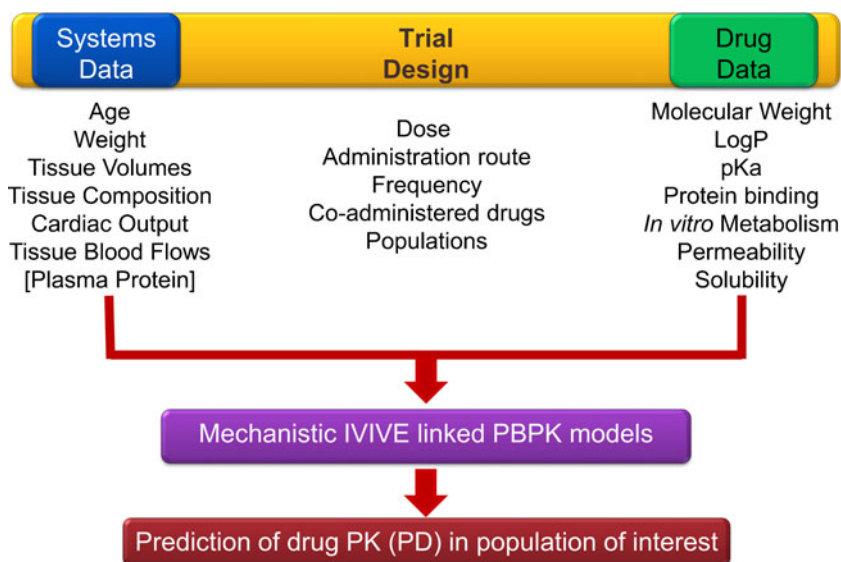 Systems
Data
Trial
Design
Drug
Data
Age
Weight
Tissue Volumes
Tissue Composition
Cardiac Output
Tissue Blood Flows
[Plasma Protein]
Dose
Administration route
Frequency
Co-administered drugs
Populations
Molecular Weight
LogP
pKa
Protein binding
In vitro Metabolism
Permeability
Solubility
Mechanistic IVIVE linked PBPK models
Prediction of drug PK (PD) in population of interest